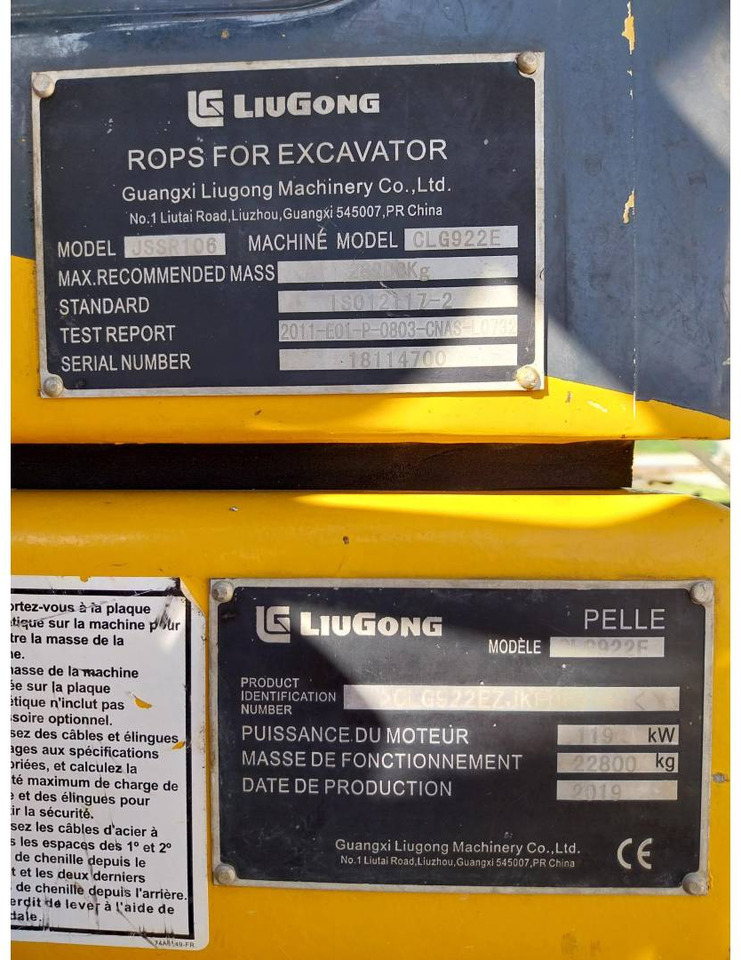 LIUGONG
ROPS FOR EXCAVATOR
Guangxi Liugong Machinery Co.,Ltd.
No.1 Liutai Road,Liuzhou,Guangxi 545007,PR China
MODEL JSSR106 MACHINE MODEL CLG922E
MAX.RECOMMENDED MASS
STANDARD ISO12117-2
TEST REPORT 2011-E01-P-0803-CNAS-L0732
SERIAL NUMBER 18114700
ortez-vous à la plaque
étique sur la machine pour
tre la masse de la
ne.
masse de la machine
ée sur la plaque
étique n'inclut pas
ssoire optionnel.
sez des câbles et élingues
ages aux spécifications
priées, et calculez la
té maximum de charge de
e et des élingues pour
ir la sécurité.
sez les câbles d'acier à
s les espaces des 1º et 2º
de chenille depuis le
t et les deux derniers
de chenille depuis l'arrière.
erdit de lever à l'aide de
dale.
LIUGONG
PELLE
MODÈLE CLG922E
PRODUCT
IDENTIFICATION
NUMBER
PUISSANCE DU MOTEUR 119 kW
MASSE DE FONCTIONNEMENT 22800 kg
DATE DE PRODUCTION 2019
Guangxi Liugong Machinery Co.,Ltd.
No.1 Liutai Road,Liuzhou,Guangxi 545007,PR China
CE